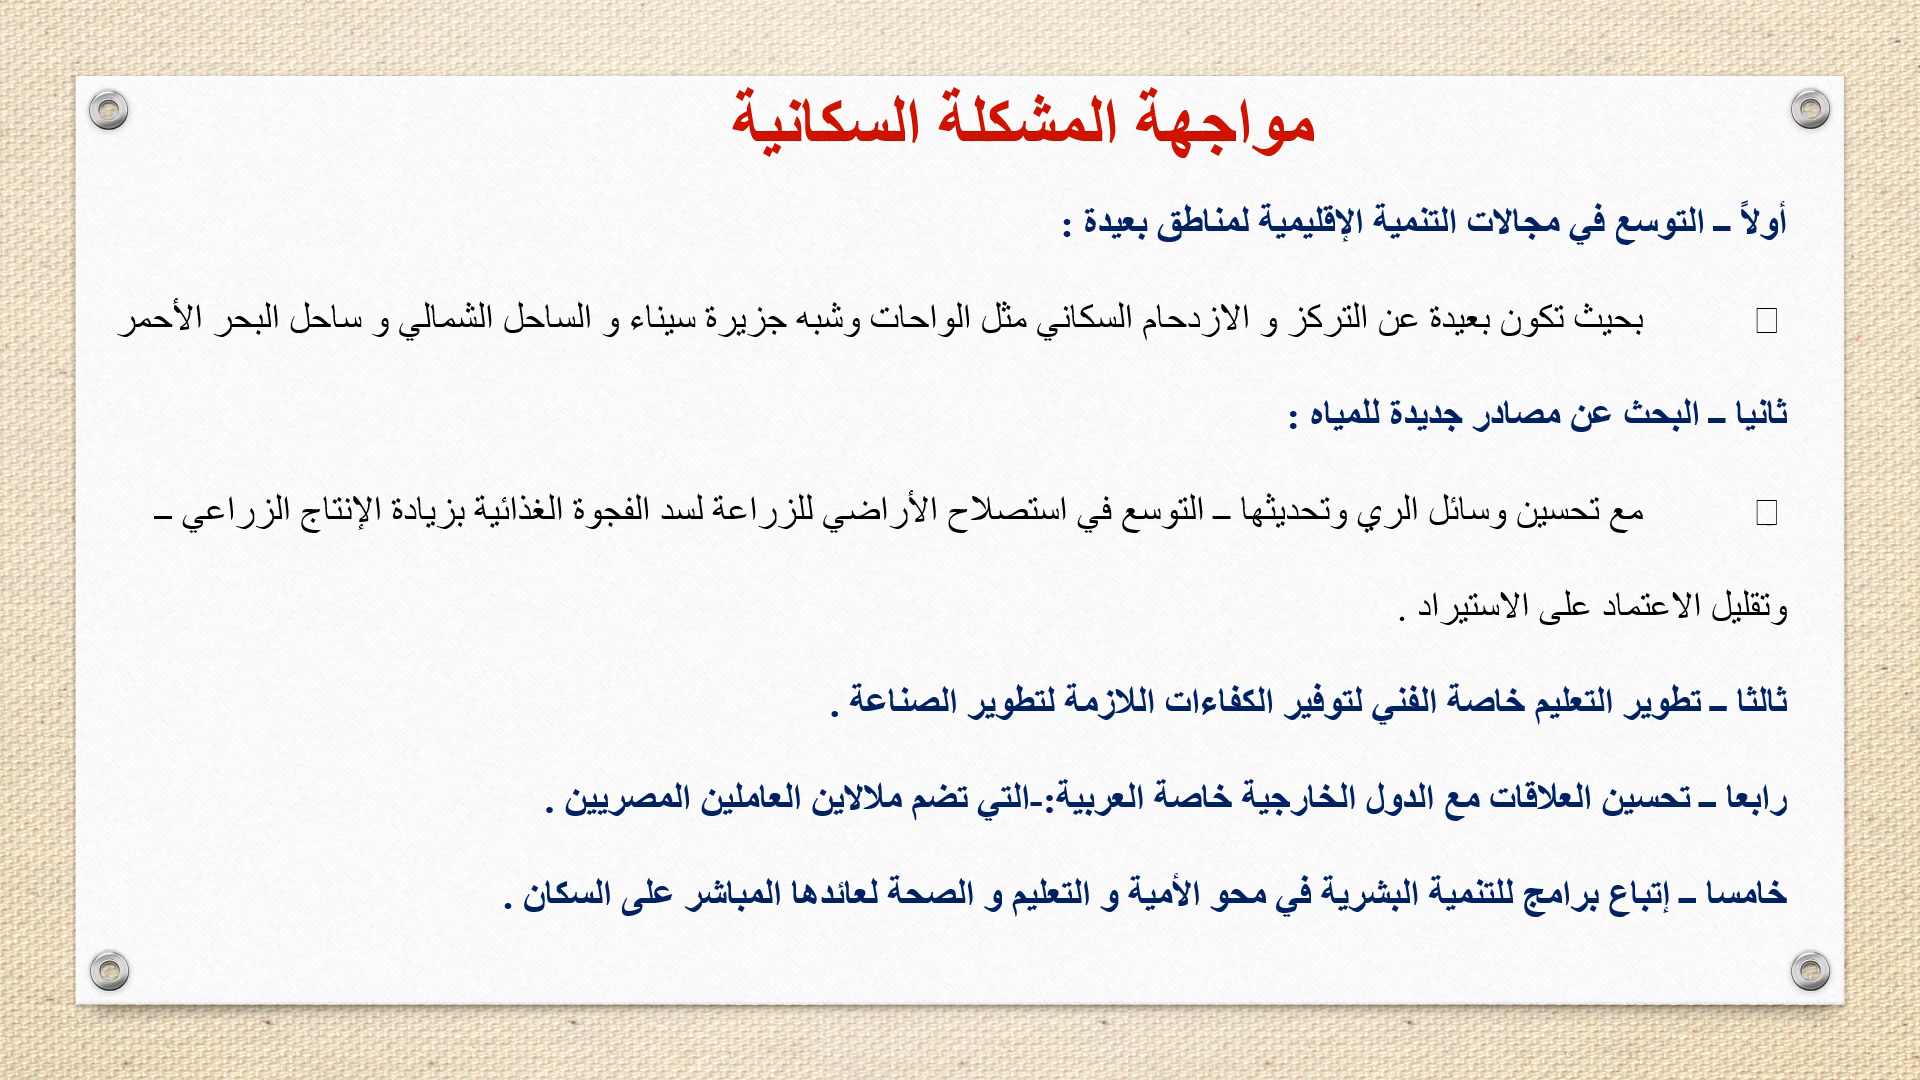 مواجهة المشكلة السكانية
أولاً – التوسع في مجالات التنمية الإقليمية لمناطق بعيدة :
بحيث تكون بعيدة عن التركز و الازدحام السكاني مثل الواحات وشبه جزيرة سيناء و الساحل الشمالي و ساحل البحر الأحمر
ثانيا – البحث عن مصادر جديدة للمياه :
مع تحسين وسائل الري وتحديثها – التوسع في استصلاح الأراضي للزراعة لسد الفجوة الغذائية بزيادة الإنتاج الزراعي –
وتقليل الاعتماد على الاستيراد .
ثالثا – تطوير التعليم خاصة الفني لتوفير الكفاءات اللازمة لتطوير الصناعة .
رابعا – تحسين العلاقات مع الدول الخارجية خاصة العربية:-التي تضم ملالاين العاملين المصريين .
خامسا – إتباع برامج للتنمية البشرية في محو الأمية و التعليم و الصحة لعائدها المباشر على السكان .